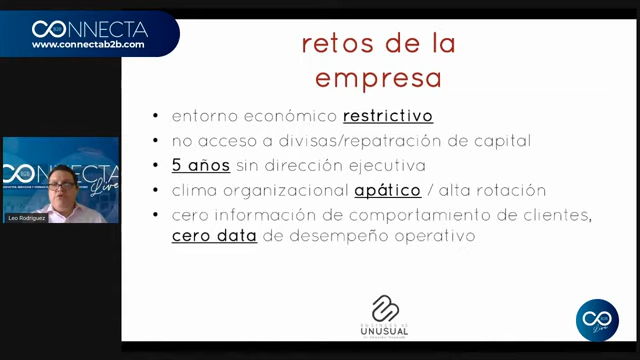 CONNECTA
www.connectab2b.com
retos de la
empresa
• entorno económico restrictivo
• no acceso a divisas/repatración de capital
• 5 años sin dirección ejecutiva
• clima organizacional apático / alta rotación
• cero información de comportamiento de clientes,
cero data de desempeño operativo
CONNECTA
Live
Leo Rodriguez
UNUSUAL
Live